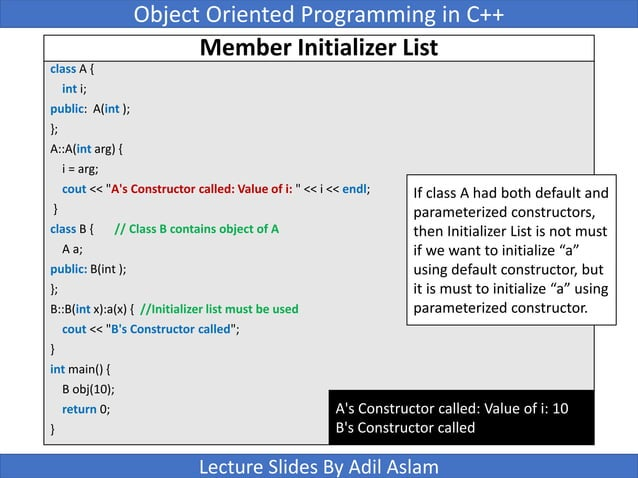 Object Oriented Programming in C++
Member Initializer List
class A {
int i;
public: A(int );
};
A::A(int arg) {
i = arg;
cout << "A's Constructor called: Value of i: " << i << endl;
}
class B { // Class B contains object of A
A a;
public: B(int );
};
B::B(int x):a(x) { //Initializer list must be used
cout << "B's Constructor called";
}
int main() {
B obj(10);
return 0;
}
If class A had both default and
parameterized constructors,
then Initializer List is not must
if we want to initialize “a”
using default constructor, but
it is must to initialize “a” using
parameterized constructor.
A's Constructor called: Value of i: 10
B's Constructor called
Lecture Slides By Adil Aslam